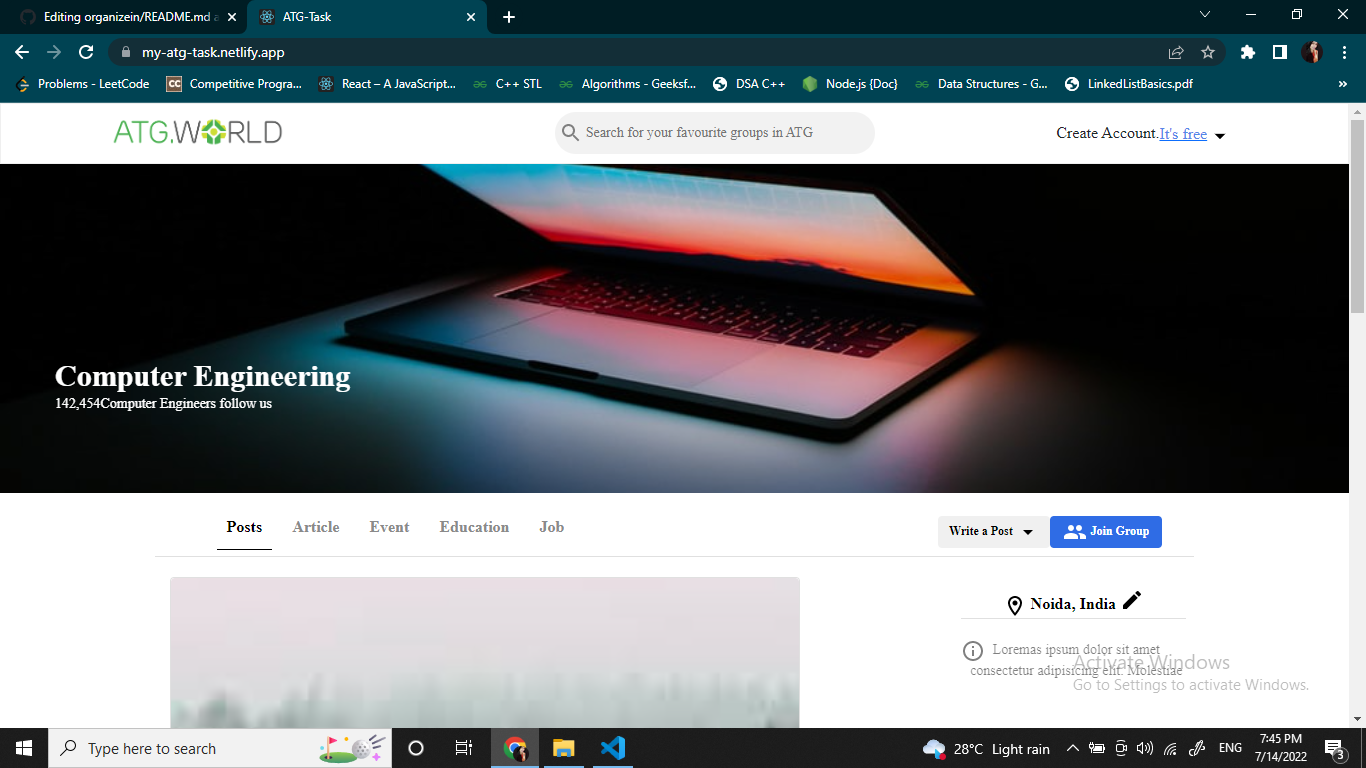 Editing organizein/README.md a
ATG-Task
my-atg-task.netlify.app
Problems - LeetCode
CC
Competitive Progra...
React – A JavaScript...
C++ STL
Algorithms - Geeksf...
DSA C++
Node.js {Doc}
Data Structures - G...
LinkedListBasics.pdf
»
ATG.WORLD
Search for your favourite groups in ATG
Create Account.It's free
Computer Engineering
142,454Computer Engineers follow us
Posts
Article
Event
Education
Job
Write a Post
Join Group
Noida, India
Loremas ipsum dolor sit amet
consectetur adipisicing elit. Molestiae
Activate Windows
Go to Settings to activate Windows.
Type here to search
28°C Light rain
ENG
7:45 PM
7/14/2022
3